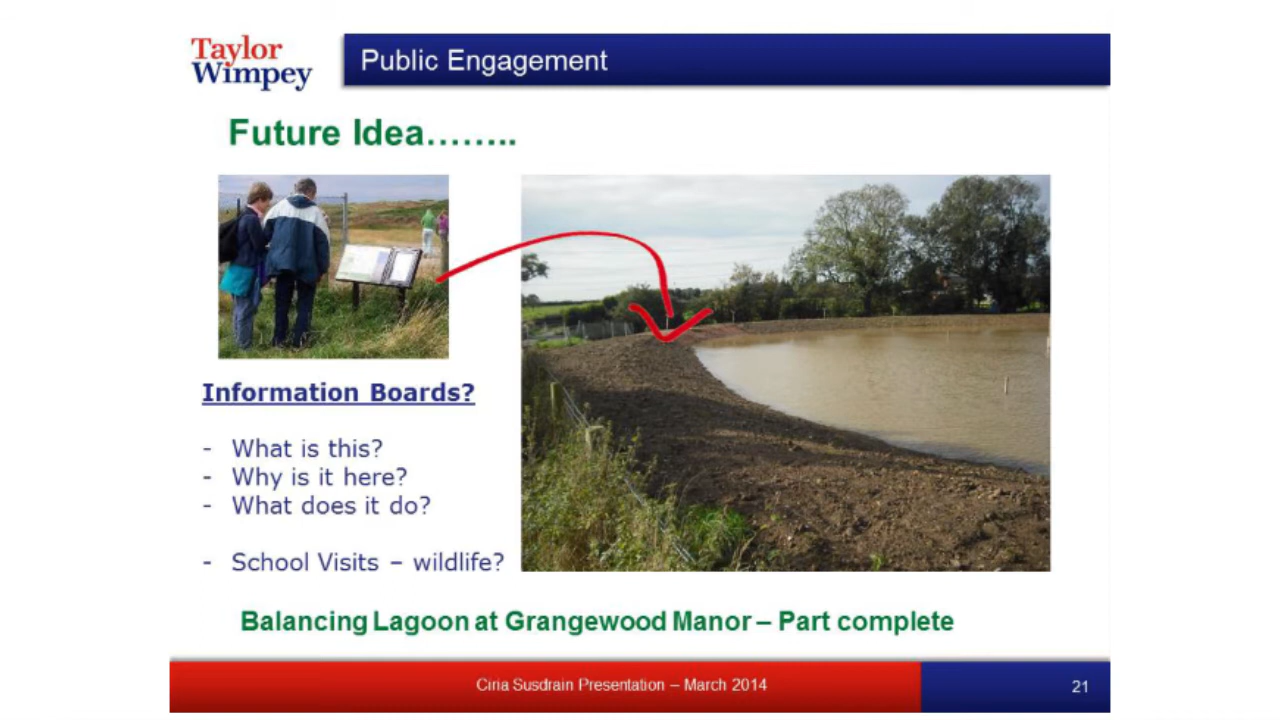 Taylor
Wimpey
Public Engagement
Future Idea……..
Information Boards?
- What is this?
- Why is it here?
- What does it do?
- School Visits – wildlife?
Balancing Lagoon at Grangewood Manor – Part complete
Ciria Susdrain Presentation – March 2014
21